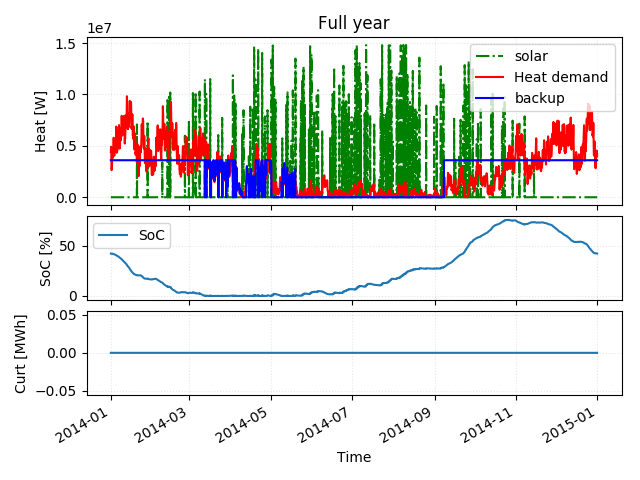 Full year
1e7
1.5
1.0
0.5
0.0
Heat [W]
solar
Heat demand
backup
50
0
SoC [%]
SoC
0.05
0.00
−0.05
Curt [MWh]
2014-01
2014-03
2014-05
2014-07
2014-09
2014-11
2015-01
Time